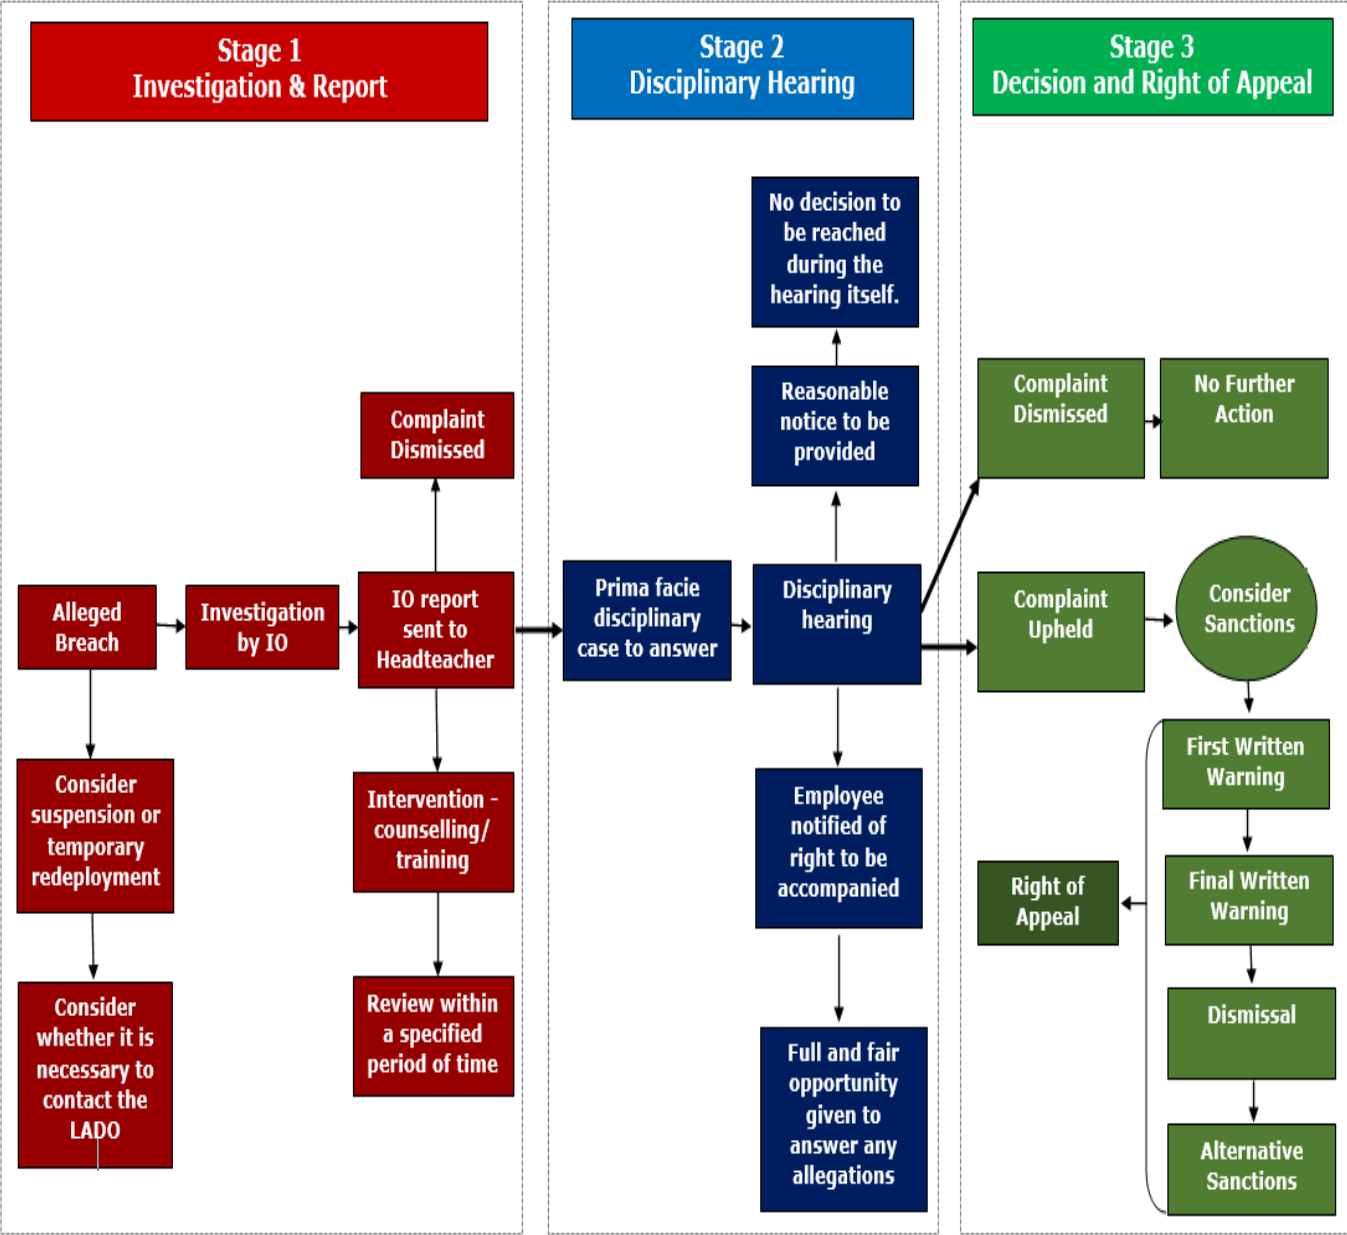 Stage 1
Investigation & Report
Alleged
Breach
Investigation
by IO
IO report
sent to
Headteacher
Complaint
Dismissed
Consider
suspension or
temporary
redeployment
Consider
whether it is
necessary to
contact the
LADO
Intervention -
counselling/
training
Review within
a specified
period of time
Stage 2
Disciplinary Hearing
Prima facie
disciplinary
case to answer
Disciplinary
hearing
Reasonable
notice to be
provided
No decision to
be reached
during the
hearing itself.
Employee
notified of
right to be
accompanied
Full and fair
opportunity
given to
answer any
allegations
Stage 3
Decision and Right of Appeal
Complaint
Dismissed
No Further
Action
Complaint
Upheld
Consider
Sanctions
First Written
Warning
Final Written
Warning
Dismissal
Alternative
Sanctions
Right of
Appeal